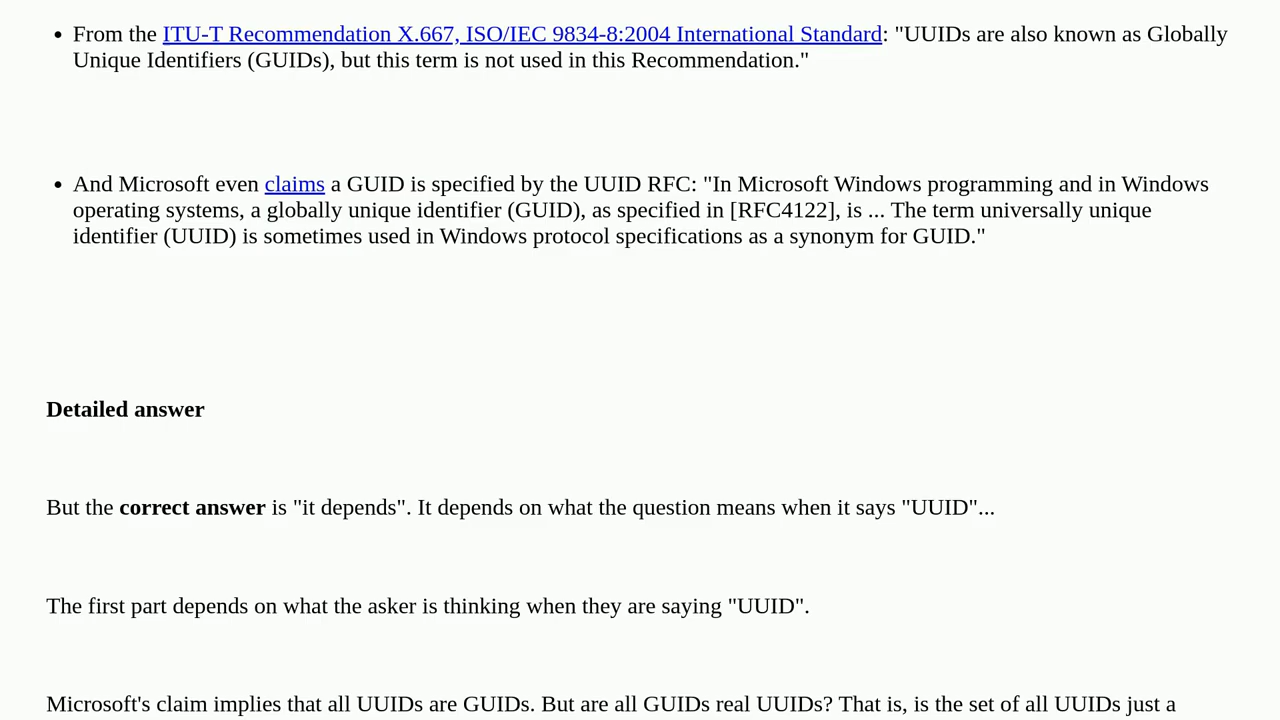 From the ITU-T Recommendation X.667, ISO/IEC 9834-8:2004 International Standard: "UUIDs are also known as Globally
Unique Identifiers (GUIDs), but this term is not used in this Recommendation."
And Microsoft even claims a GUID is specified by the UUID RFC: "In Microsoft Windows programming and in Windows
operating systems, a globally unique identifier (GUID), as specified in [RFC4122], is ... The term universally unique
identifier (UUID) is sometimes used in Windows protocol specifications as a synonym for GUID."
Detailed answer
But the correct answer is "it depends". It depends on what the question means when it says "UUID"...
The first part depends on what the asker is thinking when they are saying "UUID".
Microsoft's claim implies that all UUIDs are GUIDs. But are all GUIDs real UUIDs? That is, is the set of all UUIDs just a